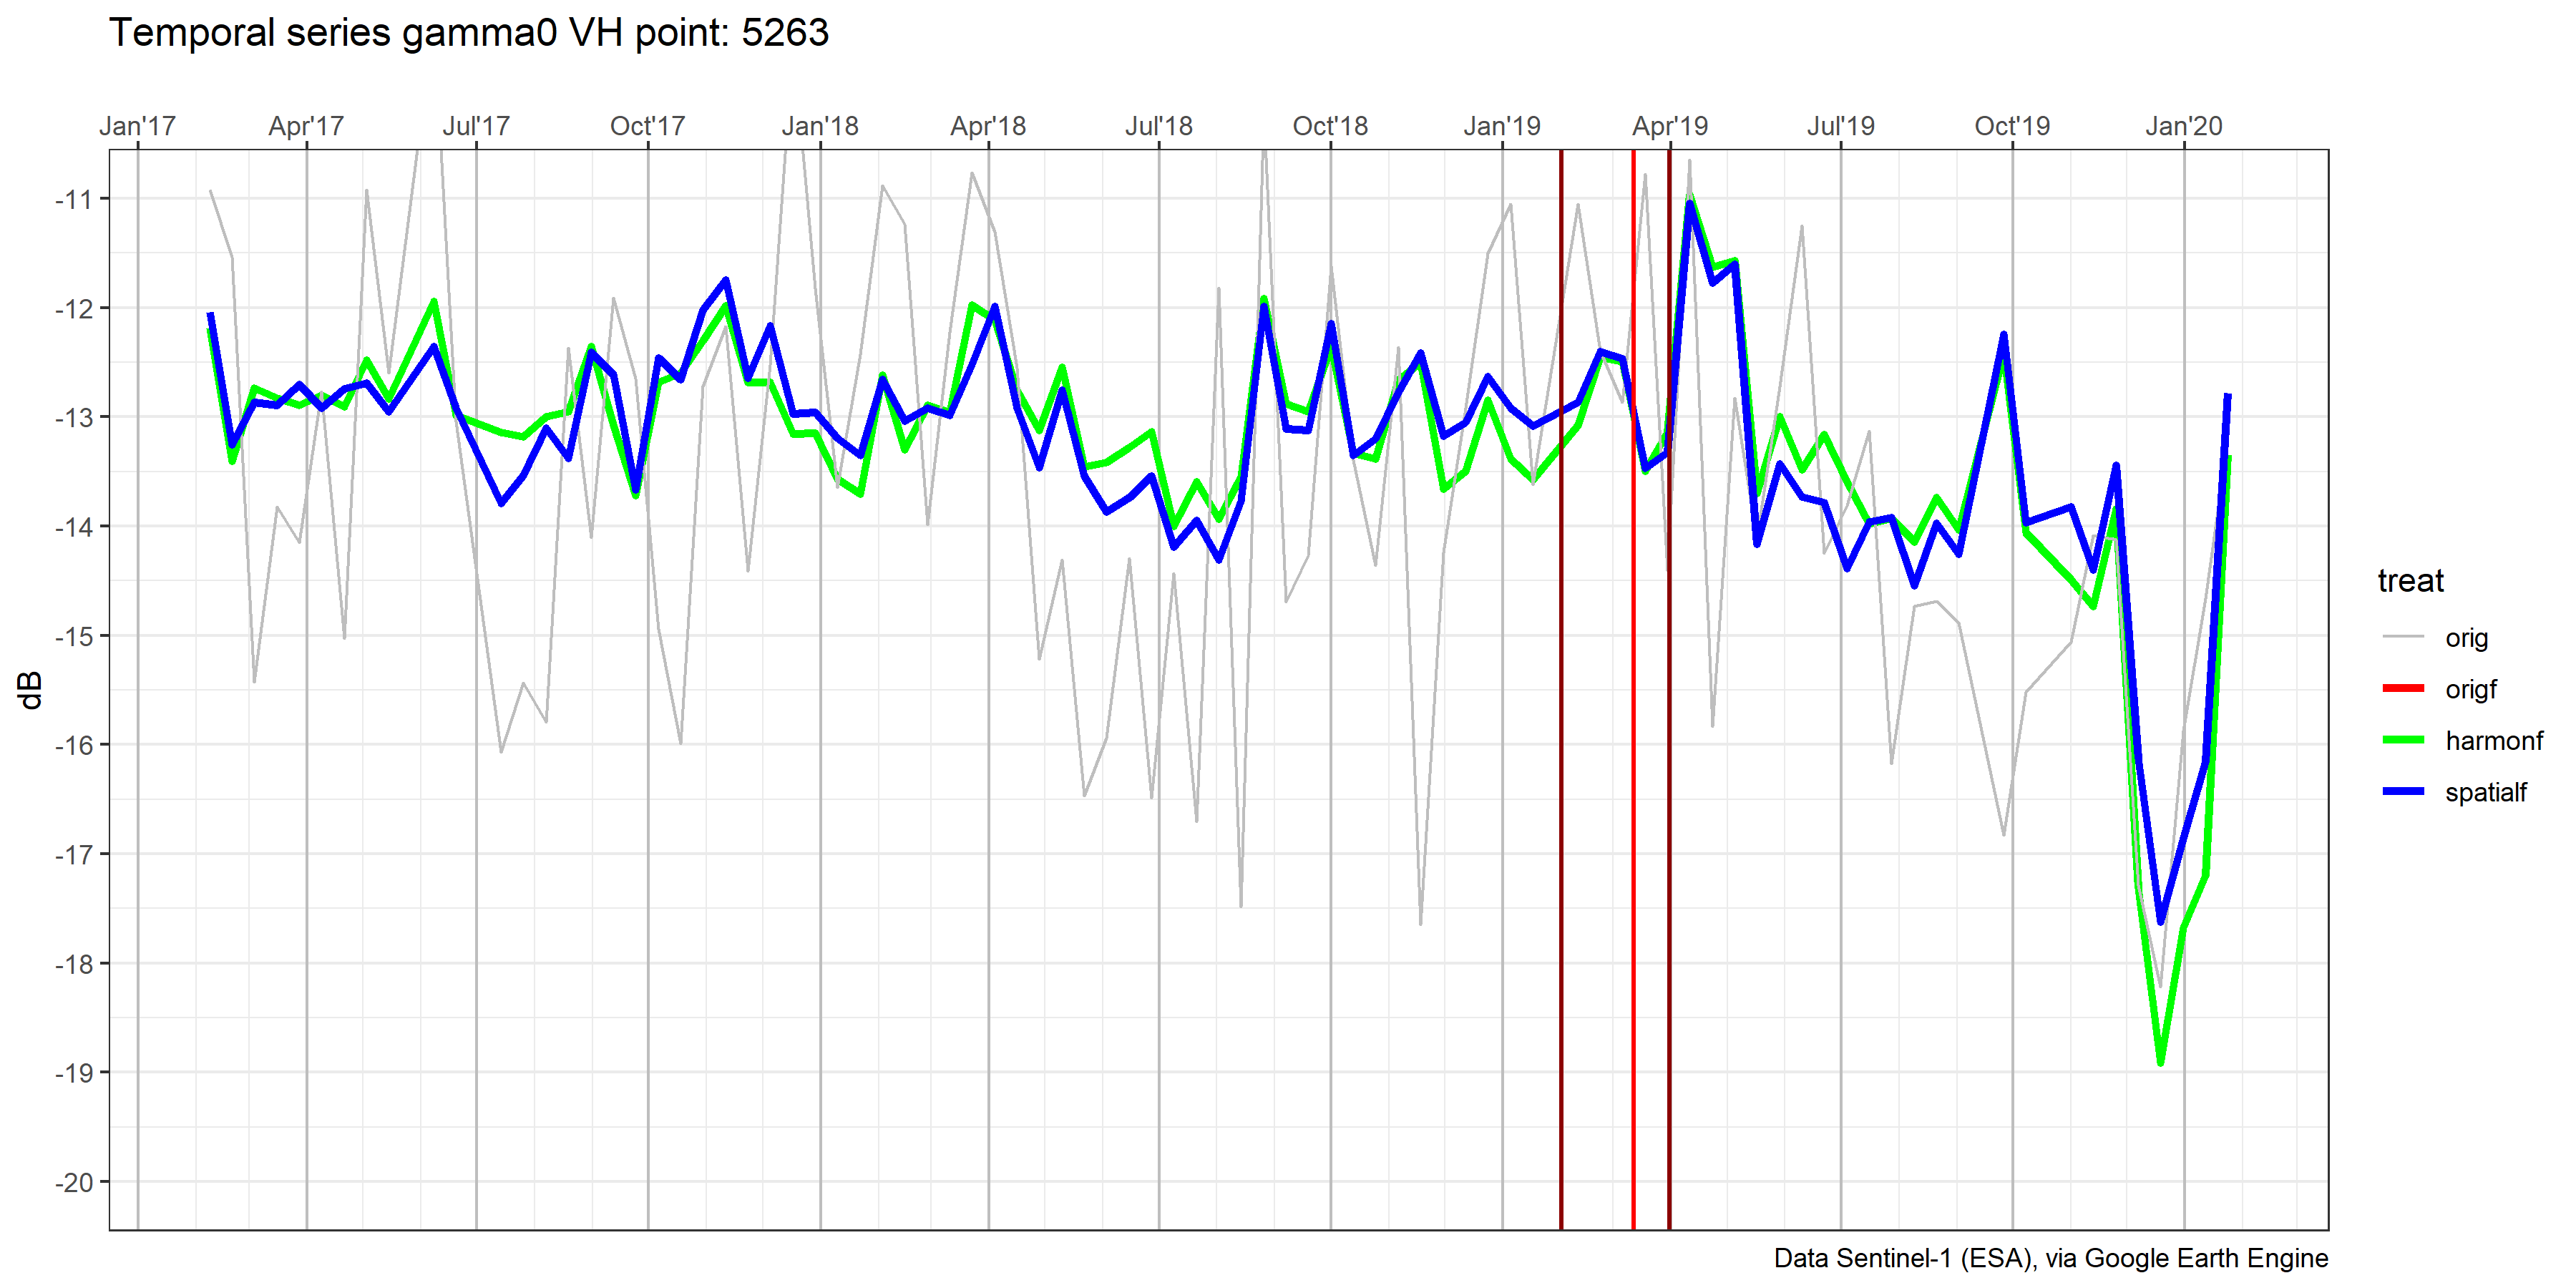 Temporal series gamma0 VH point: 5263
Jan'17 Apr'17 Jul'17 Oct'17 Jan'18 Apr'18 Jul'18 Oct'18 Jan'19 Apr'19 Jul'19 Oct'19 Jan'20
-11
-12
-13
-14
-15
-16
-17
-18
-19
-20
dB
treat
orig
origf
harmonf
spatialf
Data Sentinel-1 (ESA), via Google Earth Engine